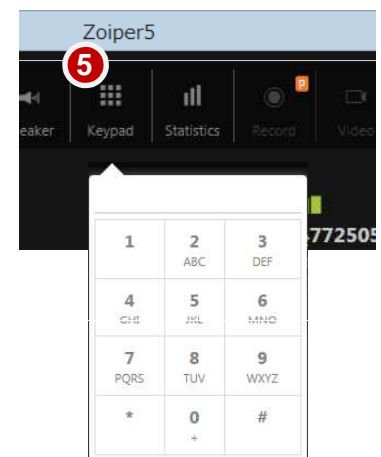 Zoiper5
5
P
eaker Keypad Statistics Record Video
772505
1 2 3
ABC DEF
4 5 6
GHI JKL MNO
7 8 9
PQRS TUV WXYZ
* 0 #
+